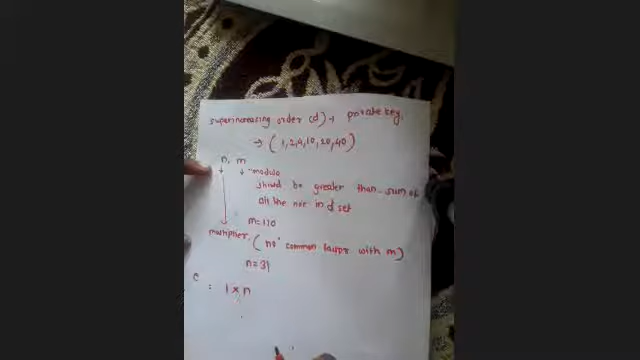 superincreasing order (d) → private key.
→ (1,2,4,10,20,40)
n, m
modulo
should be greater than sum of
all the nos in d set
m=110
multiplier. (no common factors with m)
n=31
e
: 1 × n